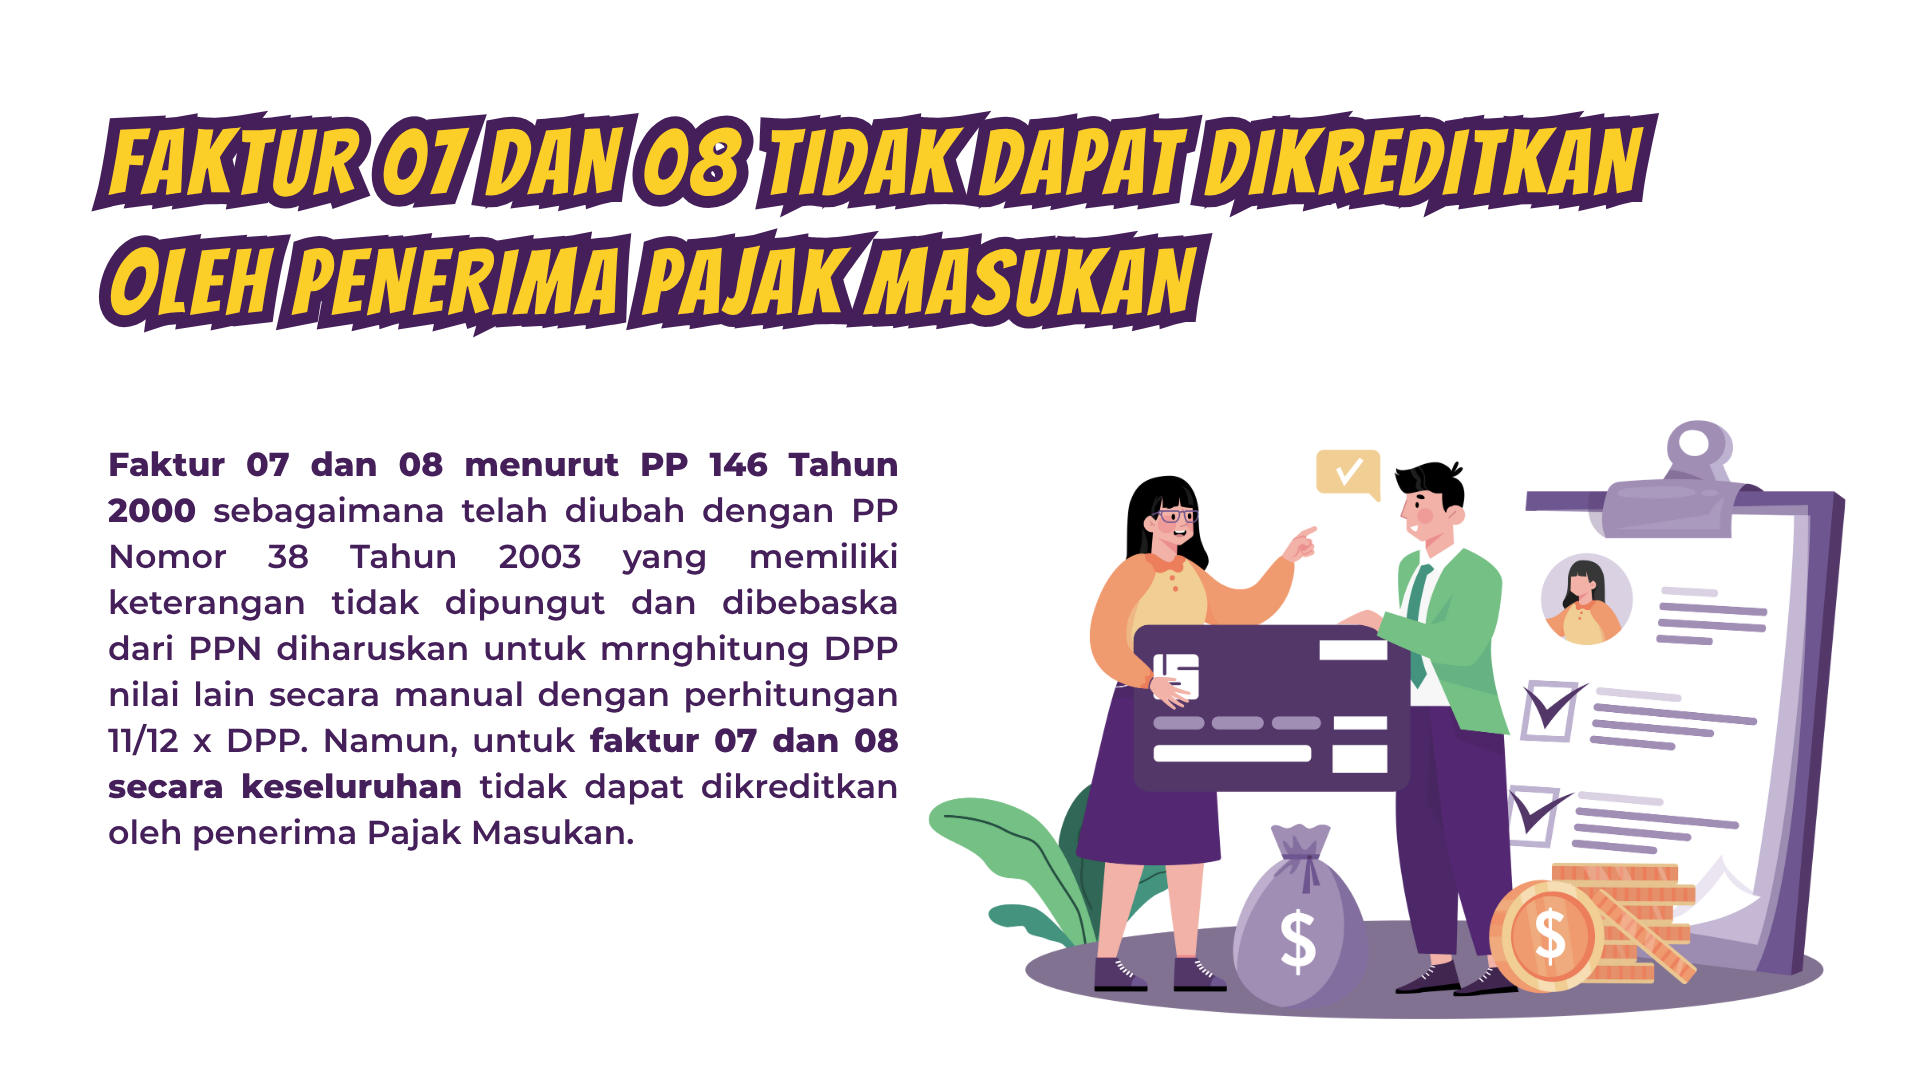 FAKTUR 07 DAN 08 TIDAK DAPAT DIKREDITKAN
OLEH PENERIMA PAJAK MASUKAN
Faktur 07 dan 08 menurut PP 146 Tahun
2000 sebagaimana telah diubah dengan PP
Nomor 38 Tahun 2003 yang memiliki
keterangan tidak dipungut dan dibebaska
dari PPN diharuskan untuk mrnghitung DPP
nilai lain secara manual dengan perhitungan
11/12 x DPP. Namun, untuk faktur 07 dan 08
secara keseluruhan tidak dapat dikreditkan
oleh penerima Pajak Masukan.
$
$